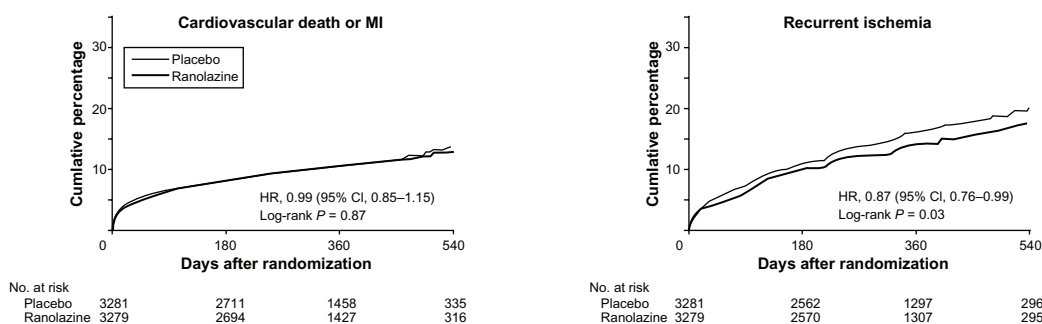 Cardiovascular death or MI
30
20
10
0
180
360
540
Cumlative percentage
Placebo
Ranolazine
HR, 0.99 (95% CI, 0.85–1.15)
Log-rank P = 0.87
Days after randomization
No. at risk
Placebo 3281 2711 1458 335
Ranolazine 3279 2694 1427 316
Recurrent ischemia
30
20
10
0
180
360
540
Cumlative percentage
HR, 0.87 (95% CI, 0.76–0.99)
Log-rank P = 0.03
Days after randomization
No. at risk
Placebo 3281 2562 1297 296
Ranolazine 3279 2570 1307 295